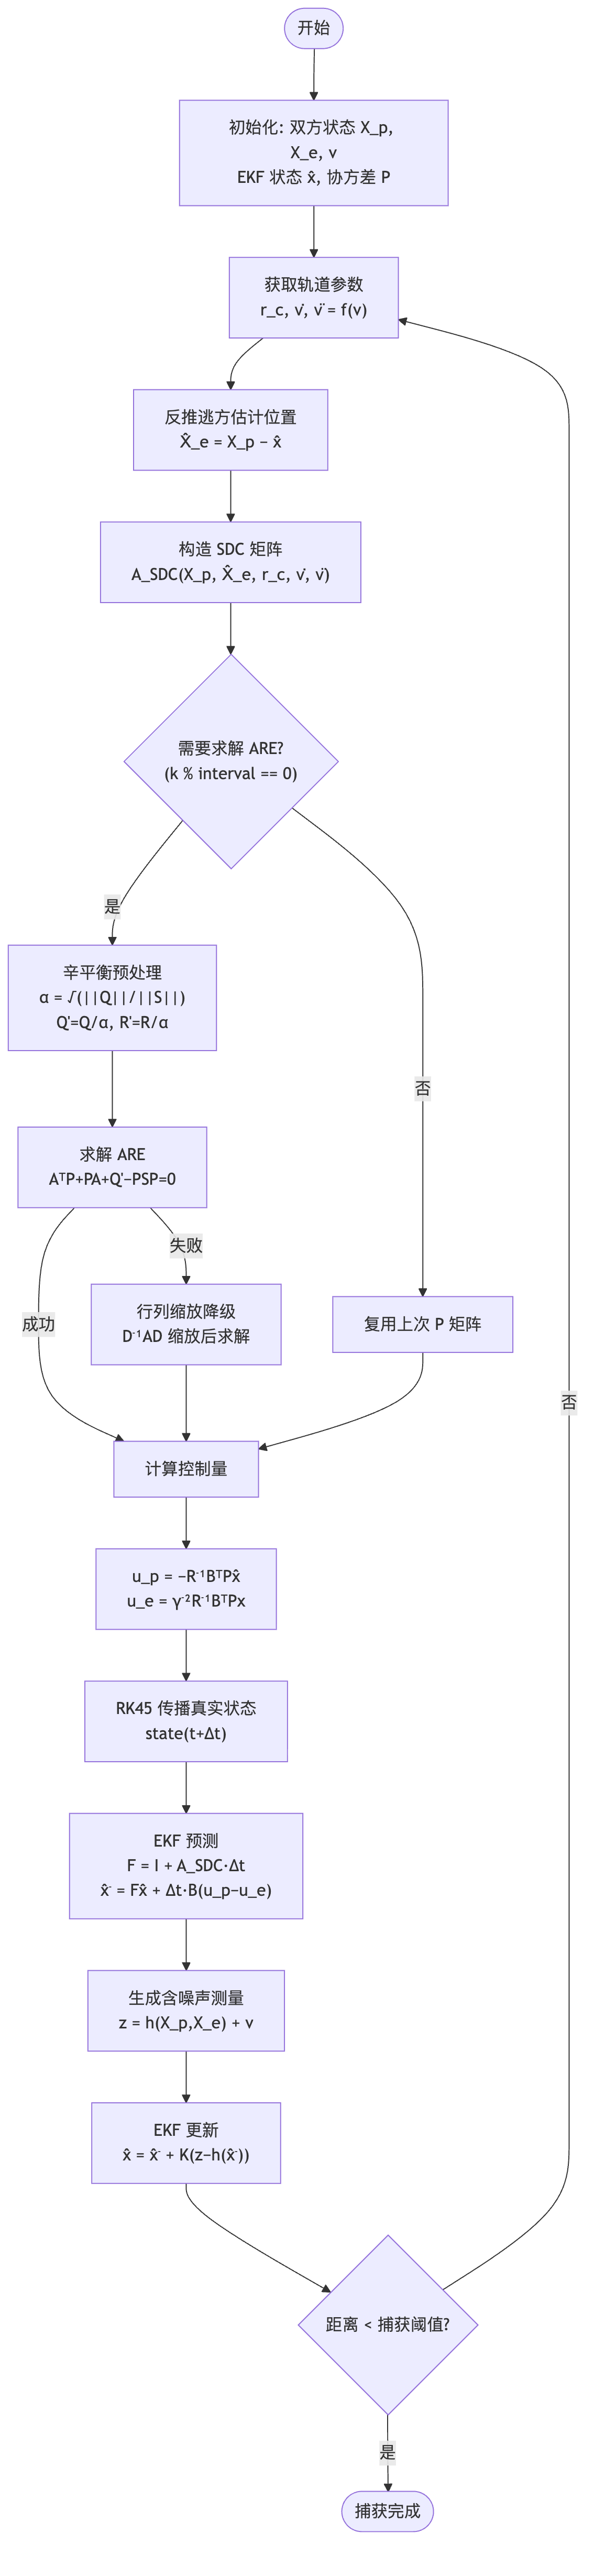 开始
初始化: 双方状态 X_p,
X_e, ν
EKF 状态 x̂, 协方差 P
获取轨道参数
r_c, ν̇, ν̈ = f(ν)
反推逃方估计位置
X̂_e = X_p − x̂
构造 SDC 矩阵
A_SDC(X_p, X̂_e, r_c, ν̇, ν̈)
需要求解 ARE?
(k % interval == 0)
是
辛平衡预处理
α = √(||Q||/||S||)
Q'=Q/α, R'=R/α
否
求解 ARE
AᵀP+PA+Q'−PSP=0
失败
成功
行列缩放降级
D⁻¹AD 缩放后求解
复用上次 P 矩阵
否
计算控制量
u_p = −R⁻¹BᵀPx̂
u_e = γ⁻²R⁻¹BᵀPx
RK45 传播真实状态
state(t+Δt)
EKF 预测
F = I + A_SDC·Δt
x̂⁻ = Fx̂ + Δt·B(u_p−u_e)
生成含噪声测量
z = h(X_p,X_e) + v
EKF 更新
x̂ = x̂⁻ + K(z−h(x̂⁻))
距离 < 捕获阈值?
是
捕获完成